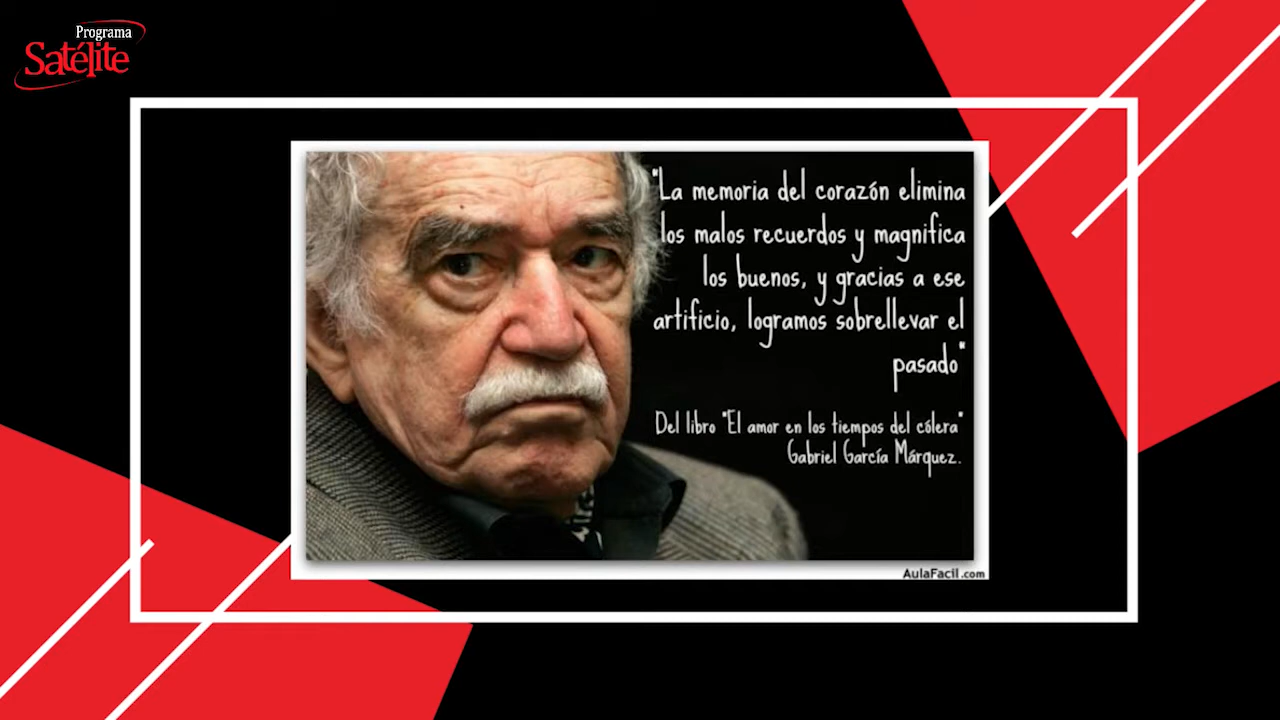 Programa
Satélite
"La memoria del corazón elimina
los malos recuerdos y magnifica
los buenos, y gracias a ese
artificio, logramos sobrellevar el
pasado"
Del libro "El amor en los tiempos del cólera"
Gabriel García Márquez.
AulaFacil.com